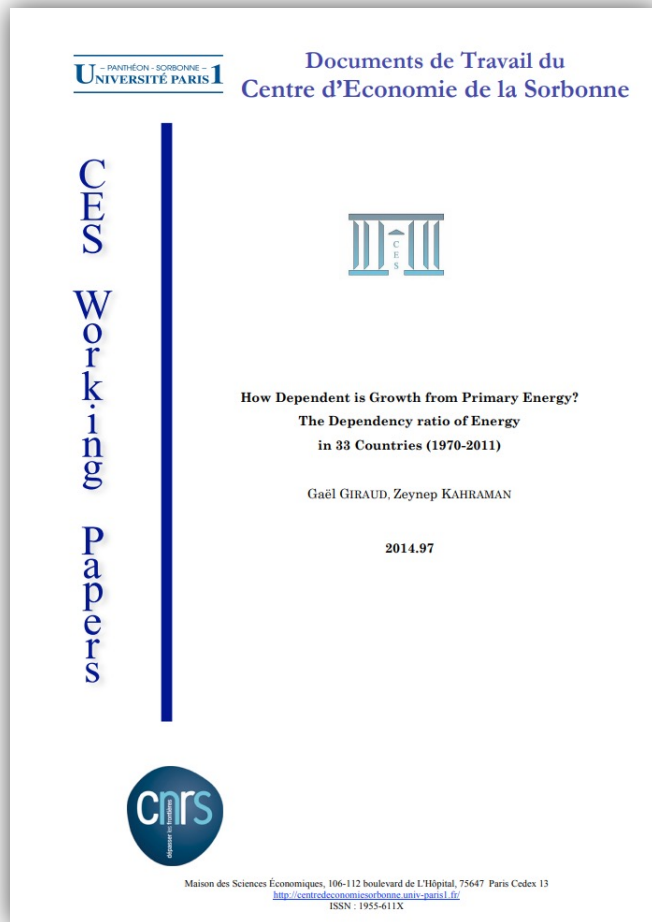 – PANTHÉON - SORBONNE –
UNIVERSITÉ PARIS 1
Documents de Travail du
Centre d'Economie de la Sorbonne
CES Working Papers
C
E
S
How Dependent is Growth from Primary Energy?
The Dependency ratio of Energy
in 33 Countries (1970-2011)
Gaël GIRAUD, Zeynep KAHRAMAN
2014.97
cnrs
dépasser les frontières
Maison des Sciences Économiques, 106-112 boulevard de L'Hôpital, 75647 Paris Cedex 13
http://centredeconomiesorbonne.univ-paris1.fr/
ISSN : 1955-611X